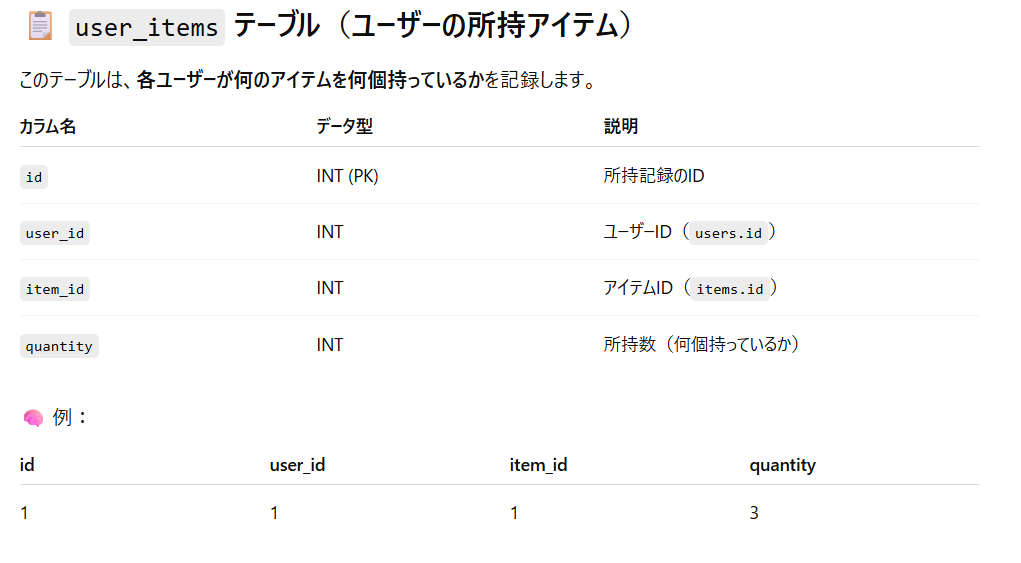 📋 user_items テーブル（ユーザーの所持アイテム）
このテーブルは、各ユーザーが何のアイテムを何個持っているかを記録します。
カラム名 データ型 説明
id INT (PK) 所持記録のID
user_id INT ユーザーID（users.id）
item_id INT アイテムID（items.id）
quantity INT 所持数（何個持っているか）
🧠 例：
id user_id item_id quantity
1 1 1 3